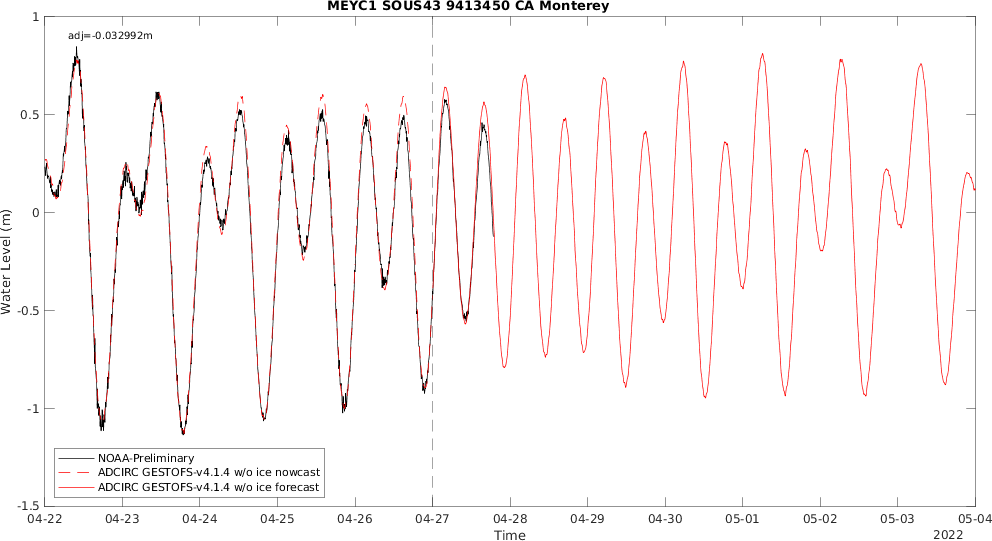 MEYC1 SOUS43 9413450 CA Monterey
adj=-0.032992m
1
0.5
0
-0.5
-1
-1.5
Water Level (m)
NOAA-Preliminary
ADCIRC GESTOFS-v4.1.4 w/o ice nowcast
ADCIRC GESTOFS-v4.1.4 w/o ice forecast
04-22 04-23 04-24 04-25 04-26 04-27 04-28 04-29 04-30 05-01 05-02 05-03 05-04
Time
2022